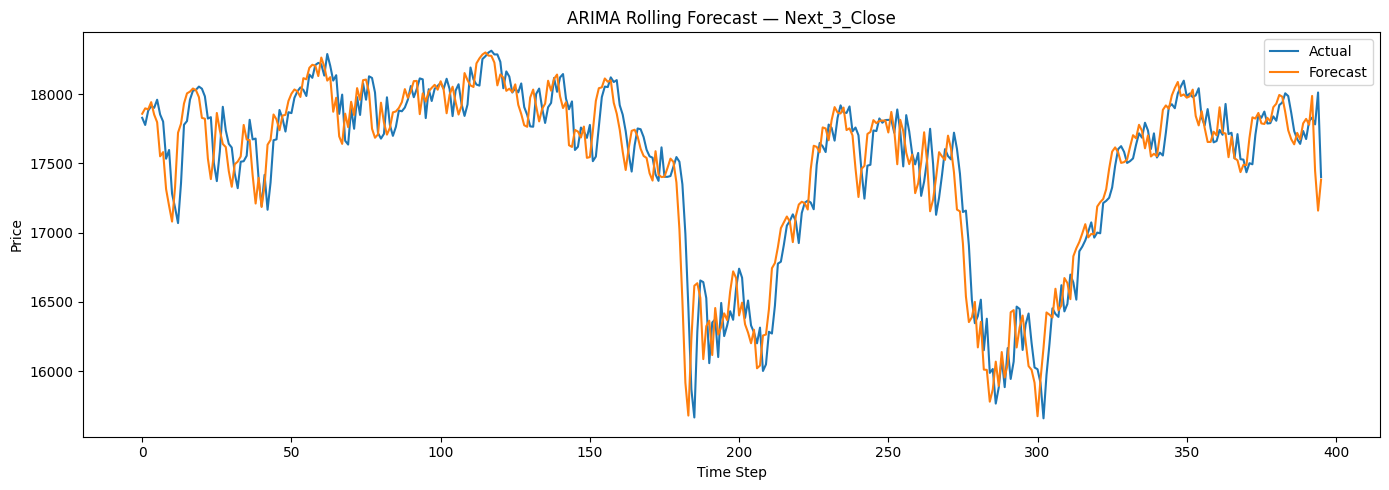 ARIMA Rolling Forecast — Next_3_Close
Actual
Forecast
Price
18000
17500
17000
16500
16000
0 50 100 150 200 250 300 350 400
Time Step